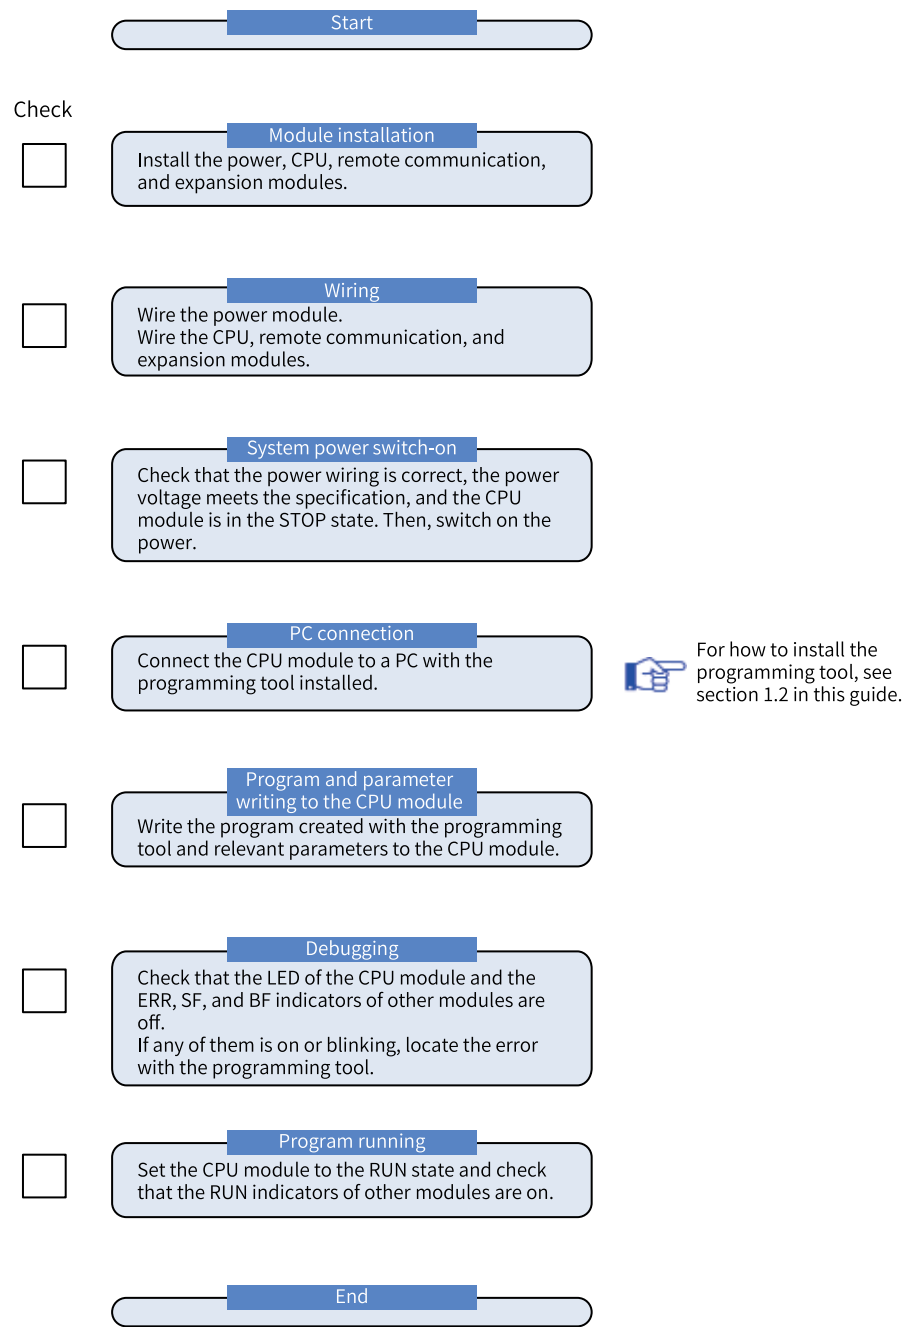 Start
Check
Module installation
Install the power, CPU, remote communication,
and expansion modules.
Wiring
Wire the power module.
Wire the CPU, remote communication, and
expansion modules.
System power switch-on
Check that the power wiring is correct, the power
voltage meets the specification, and the CPU
module is in the STOP state. Then, switch on the
power.
PC connection
Connect the CPU module to a PC with the
programming tool installed.
For how to install the
programming tool, see
section 1.2 in this guide.
Program and parameter
writing to the CPU module
Write the program created with the programming
tool and relevant parameters to the CPU module.
Debugging
Check that the LED of the CPU module and the
ERR, SF, and BF indicators of other modules are
off.
If any of them is on or blinking, locate the error
with the programming tool.
Program running
Set the CPU module to the RUN state and check
that the RUN indicators of other modules are on.
End